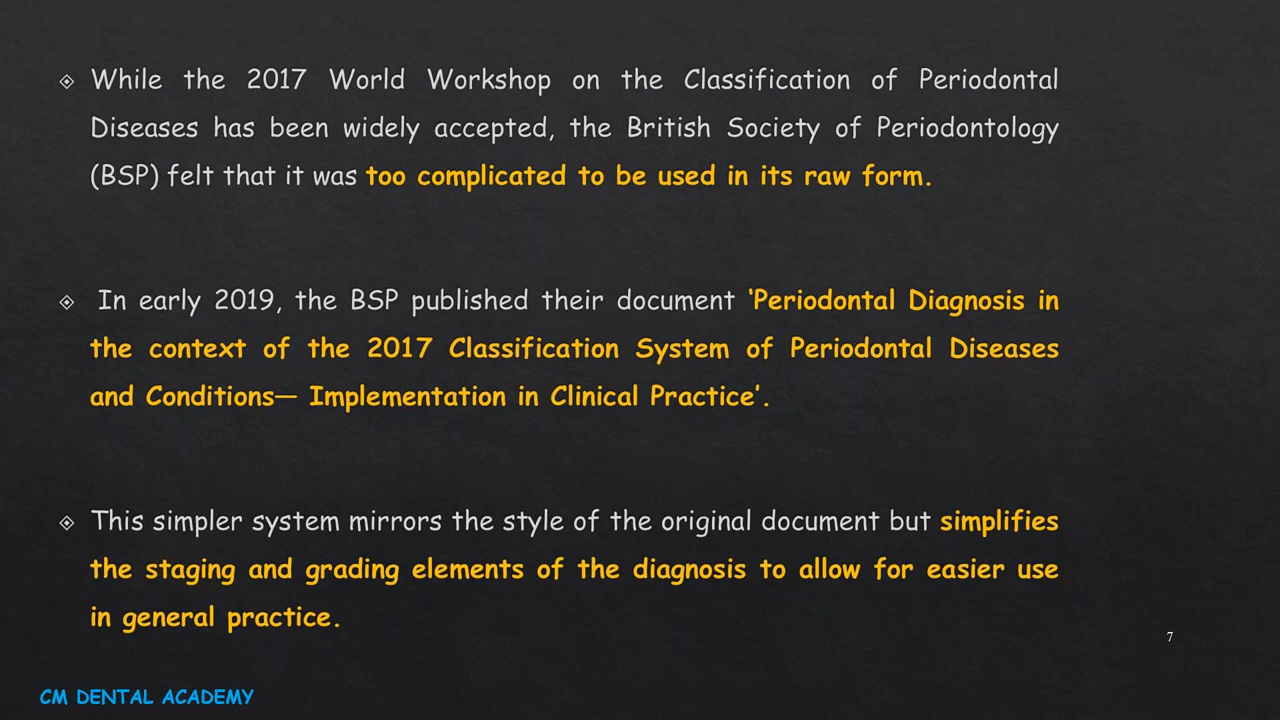 While the 2017 World Workshop on the Classification of Periodontal
Diseases has been widely accepted, the British Society of Periodontology
(BSP) felt that it was too complicated to be used in its raw form.
In early 2019, the BSP published their document ‘Periodontal Diagnosis in
the context of the 2017 Classification System of Periodontal Diseases
and Conditions— Implementation in Clinical Practice’.
This simpler system mirrors the style of the original document but simplifies
the staging and grading elements of the diagnosis to allow for easier use
in general practice.
7
CM DENTAL ACADEMY